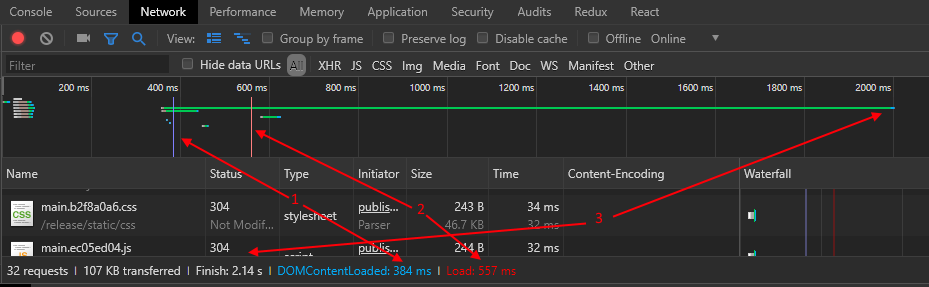 Console Sources Network Performance Memory Application Security Audits Redux React
View: Group by frame Preserve log Disable cache Offline Online
Filter Hide data URLs All XHR JS CSS Img Media Font Doc WS Manifest Other
200 ms 400 ms 600 ms 800 ms 1000 ms 1200 ms 1400 ms 1600 ms 1800 ms 2000 ms
Name Status Type Initiator Size Time Content-Encoding Waterfall
1 2 3
main.b2f8a0a6.css 304 stylesheet publis... 243 B 34 ms
CSS /release/static/css Not Modif... Parser 46.7 KB 32 ms
main.ec05ed04.js 304 script publis... 244 B 32 ms
32 requests | 107 KB transferred | Finish: 2.14 s | DOMContentLoaded: 384 ms | Load: 557 ms